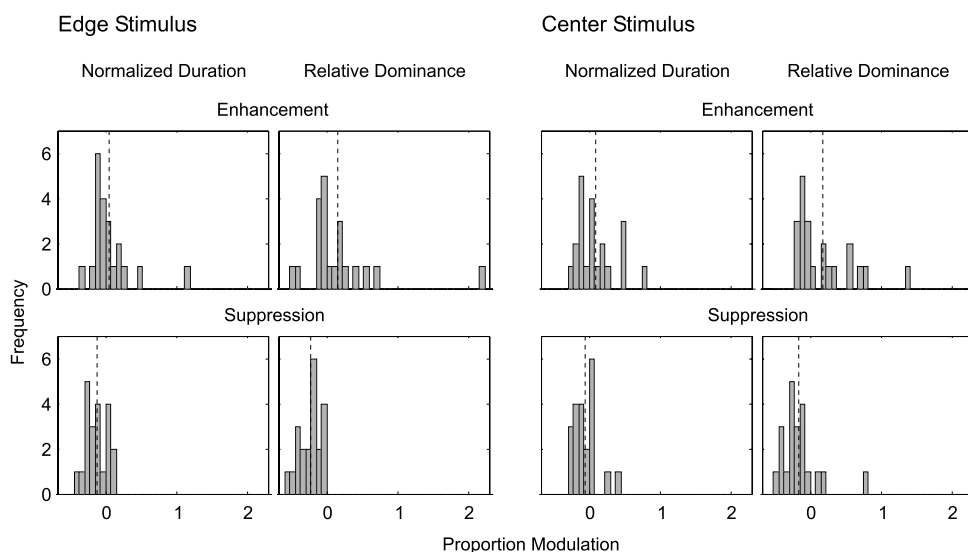 Edge Stimulus Center Stimulus
Normalized Duration Relative Dominance Normalized Duration Relative Dominance
Enhancement Enhancement
6
4
2
0
Suppression Suppression
Frequency
6
4
2
0
0 1 2 0 1 2 0 1 2 0 1 2
Proportion Modulation